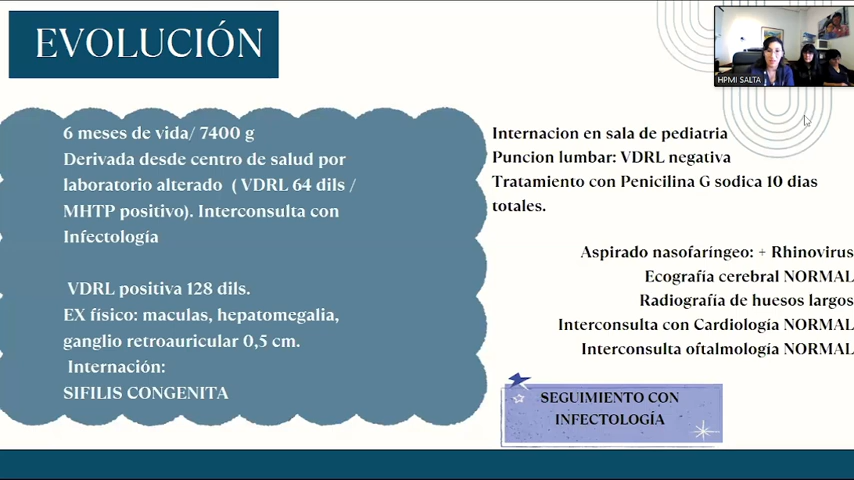 EVOLUCIÓN
6 meses de vida/ 7400 g
Derivada desde centro de salud por
laboratorio alterado ( VDRL 64 dils /
MHTP positivo). Interconsulta con
Infectología
VDRL positiva 128 dils.
EX físico: maculas, hepatomegalia,
ganglio retroauricular 0,5 cm.
Internación:
SIFILIS CONGENITA
Internacion en sala de pediatria
Puncion lumbar: VDRL negativa
Tratamiento con Penicilina G sodica 10 dias
totales.
Aspirado nasofaríngeo: + Rhinovirus
Ecografía cerebral NORMAL
Radiografía de huesos largos
Interconsulta con Cardiología NORMAL
Interconsulta oftalmología NORMAL
SEGUIMIENTO CON
INFECTOLOGÍA
HPMI SALTA